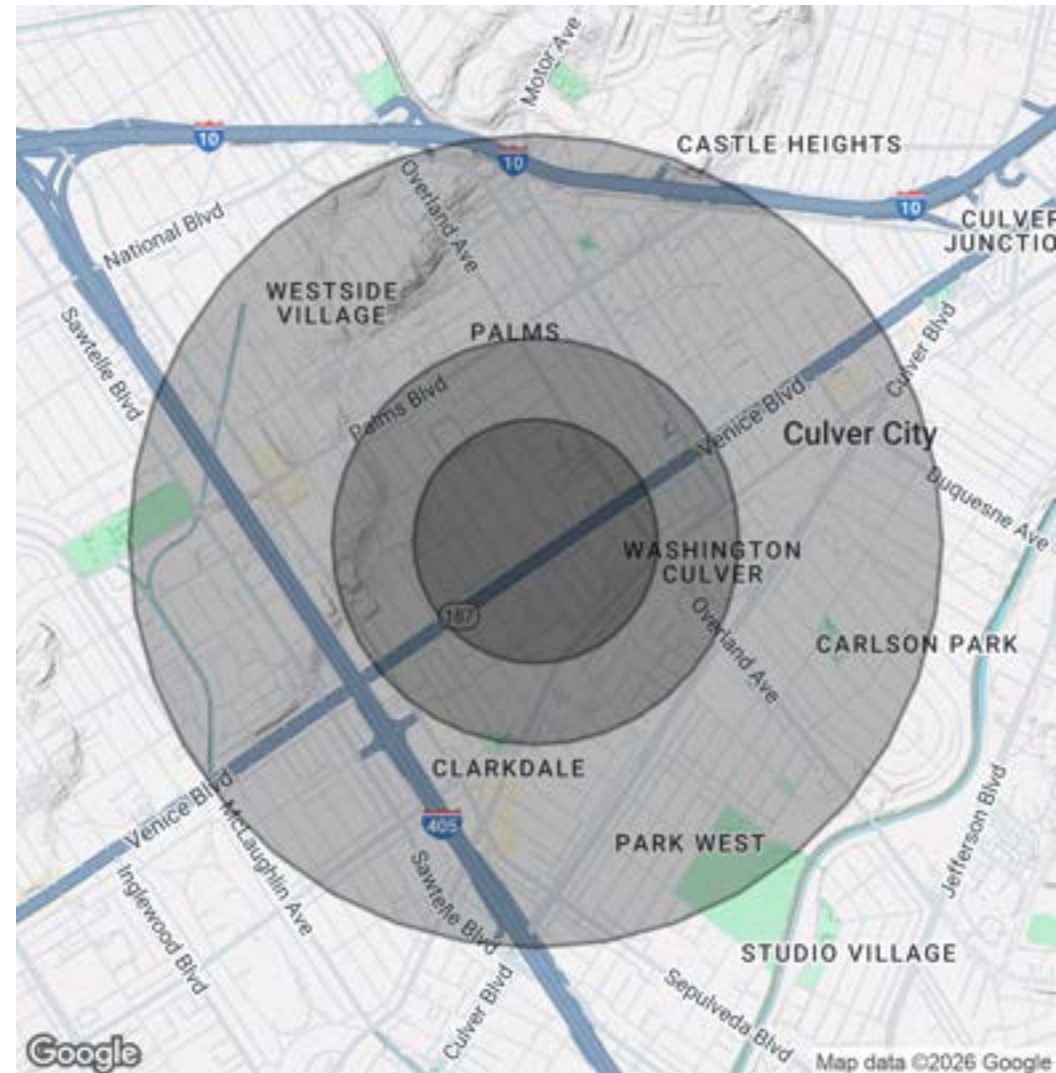 Motor Ave
10
CASTLE HEIGHTS
10
Overland Ave
10
CULVER
JUNCTIO
National Blvd
WESTSIDE
VILLAGE
Sawtelle Blvd
PALMS
Culver Blvd
Palms Blvd
Venice Blvd
Culver City
Duquesne Ave
WASHINGTON
CULVER
187
Overland Ave
CARLSON PARK
CLARKDALE
Venice Blvd
McLaughlin Ave
405
PARK WEST
Jefferson Blvd
Inglewood Blvd
Sawtelle Blvd
STUDIO VILLAGE
Culver Blvd
Sepulveda Blvd
Google
Map data ©2026 Google